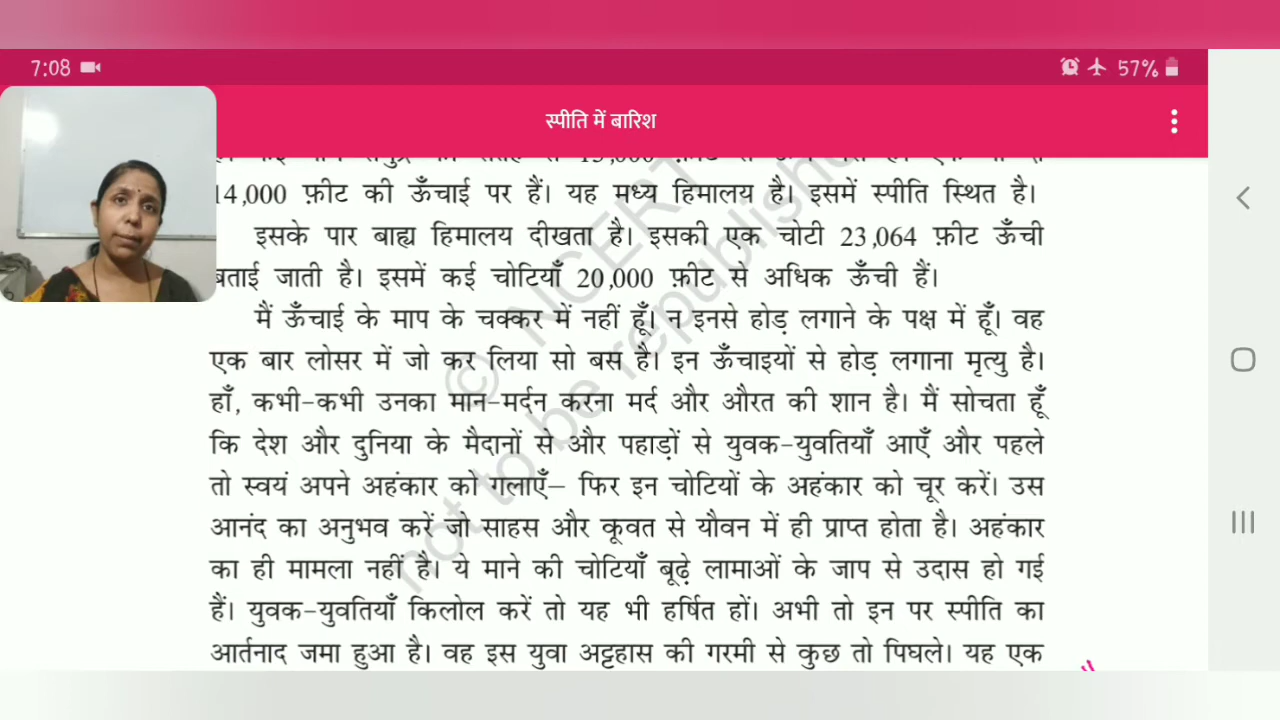 7:08
57%
स्पीति में बारिश
14,000 फ़ीट की ऊँचाई पर हैं। यह मध्य हिमालय है। इसमें स्पीति स्थित है।
इसके पार बाह्य हिमालय दीखता है। इसकी एक चोटी 23,064 फ़ीट ऊँची
बताई जाती है। इसमें कई चोटियाँ 20,000 फ़ीट से अधिक ऊँची हैं।
मैं ऊँचाई के माप के चक्कर में नहीं हूँ। न इनसे होड़ लगाने के पक्ष में हूँ। वह
एक बार लोसर में जो कर लिया सो बस है। इन ऊँचाइयों से होड़ लगाना मृत्यु है।
हाँ, कभी-कभी उनका मान-मर्दन करना मर्द और औरत की शान है। मैं सोचता हूँ
कि देश और दुनिया के मैदानों से और पहाड़ों से युवक-युवतियाँ आएँ और पहले
तो स्वयं अपने अहंकार को गलाएँ– फिर इन चोटियों के अहंकार को चूर करें। उस
आनंद का अनुभव करें जो साहस और कूवत से यौवन में ही प्राप्त होता है। अहंकार
का ही मामला नहीं है। ये माने की चोटियाँ बूढ़े लामाओं के जाप से उदास हो गई
हैं। युवक-युवतियाँ किलोल करें तो यह भी हर्षित हों। अभी तो इन पर स्पीति का
आर्तनाद जमा हुआ है। वह इस युवा अट्टहास की गरमी से कुछ तो पिघले। यह एक
© NCERT
not to be republished